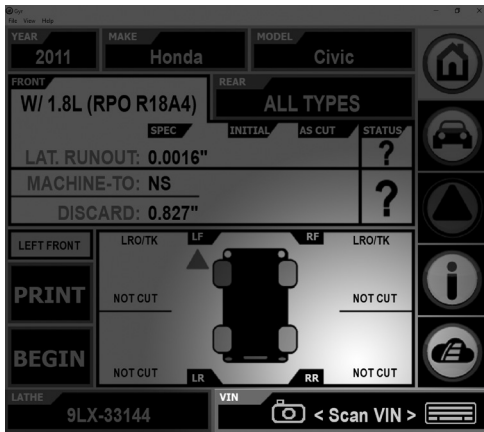 Gyr
File View Help
YEAR MAKE MODEL
2011 Honda Civic
FRONT REAR
W/ 1.8L (RPO R18A4) ALL TYPES
SPEC INITIAL AS CUT STATUS
LAT. RUNOUT: 0.0016" ?
MACHINE-TO: NS ?
DISCARD: 0.827"
LEFT FRONT LRO/TK LF RF LRO/TK
PRINT NOT CUT NOT CUT
BEGIN NOT CUT LR RR NOT CUT
LATHE VIN
9LX-33144 < Scan VIN >